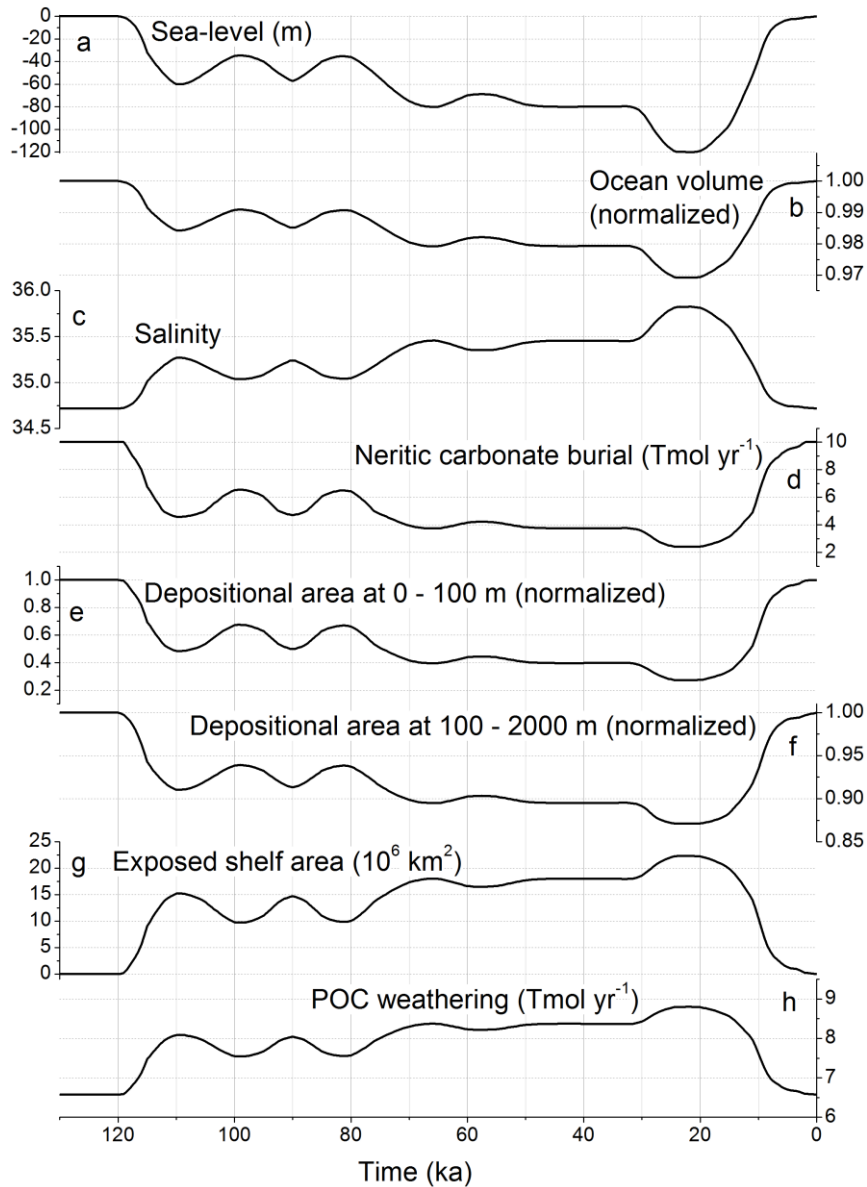 0
-20
-40
-60
-80
-100
-120
a
Sea-level (m)
Ocean volume
(normalized)
b
1.00
0.99
0.98
0.97
36.0
35.5
35.0
34.5
c
Salinity
Neritic carbonate burial (Tmol yr⁻¹)
d
10
8
6
4
2
1.0
0.8
0.6
0.4
0.2
e
Depositional area at 0 - 100 m (normalized)
Depositional area at 100 - 2000 m (normalized)
f
1.00
0.95
0.90
0.85
25
20
15
10
5
0
g
Exposed shelf area (10⁶ km²)
POC weathering (Tmol yr⁻¹)
h
9
8
7
6
120 100 80 60 40 20 0
Time (ka)